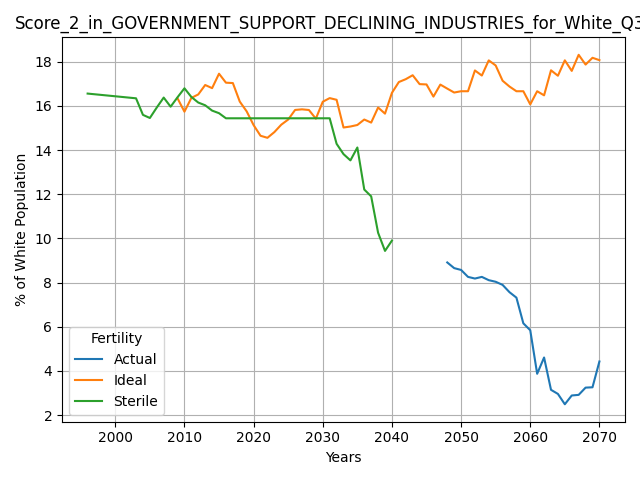 Score_2_in_GOVERNMENT_SUPPORT_DECLINING_INDUSTRIES_for_White_Q3
% of White Population
18
16
14
12
10
8
6
4
2
Fertility
Actual
Ideal
Sterile
2000 2010 2020 2030 2040 2050 2060 2070
Years